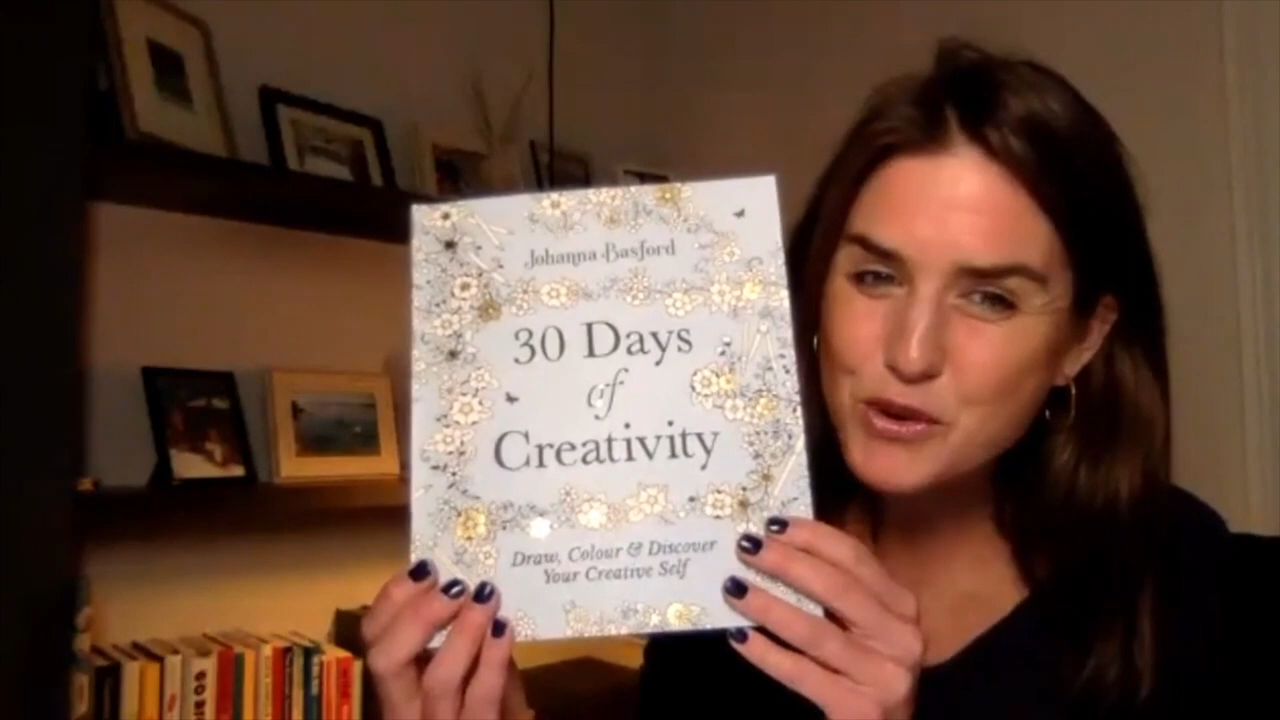 Johanna Basford
30 Days
of
Creativity
Draw, Colour & Discover
Your Creative Self